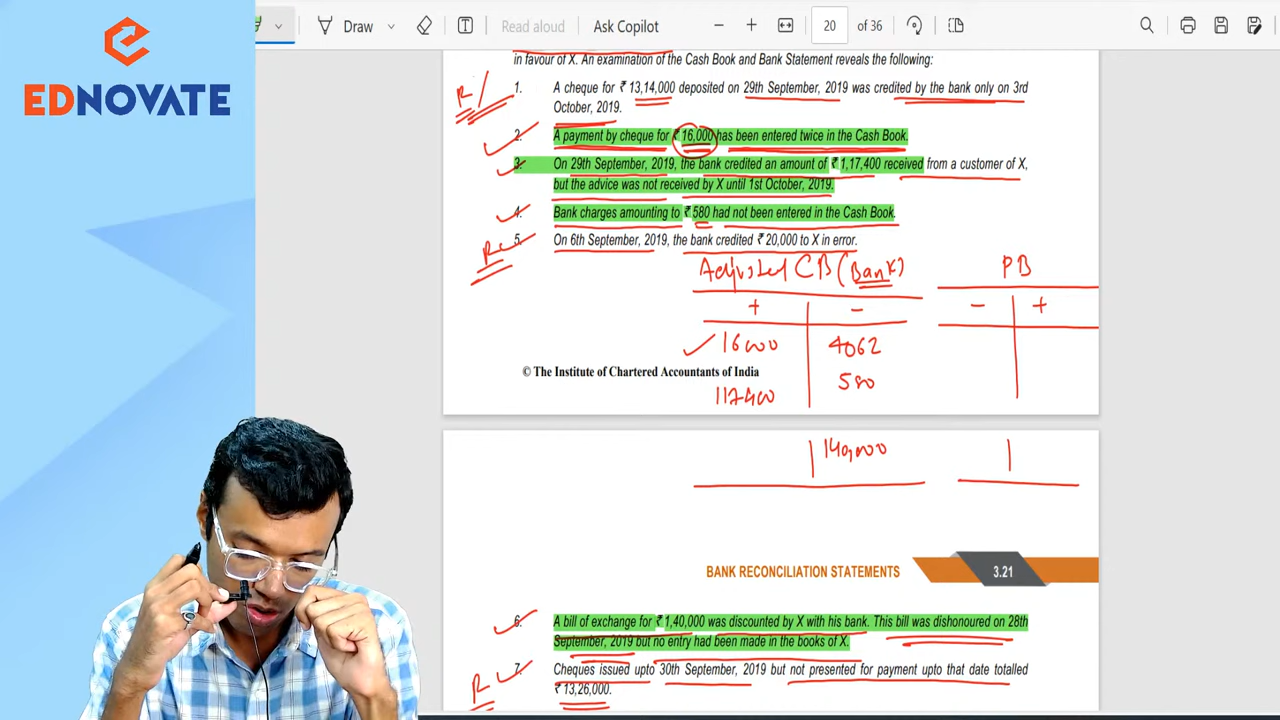 Draw
Read aloud
Ask Copilot
20 of 36
EDNOVATE
in favour of X. An examination of the Cash Book and Bank Statement reveals the following:
R
1. A cheque for ₹ 13,14,000 deposited on 29th September, 2019 was credited by the bank only on 3rd
October, 2019.
2. A payment by cheque for ₹ 16,000 has been entered twice in the Cash Book.
3. On 29th September, 2019, the bank credited an amount of ₹ 1,17,400 received from a customer of X,
but the advice was not received by X until 1st October, 2019.
4. Bank charges amounting to ₹ 580 had not been entered in the Cash Book.
R
5. On 6th September, 2019, the bank credited ₹ 20,000 to X in error.
Adjusted CB (Bank) PB
+ - - +
16000 4062
© The Institute of Chartered Accountants of India
580
117400
140,000
BANK RECONCILIATION STATEMENTS 3.21
6. A bill of exchange for ₹ 1,40,000 was discounted by X with his bank. This bill was dishonoured on 28th
September, 2019 but no entry had been made in the books of X.
R
7. Cheques issued upto 30th September, 2019 but not presented for payment upto that date totalled
₹ 13,26,000.